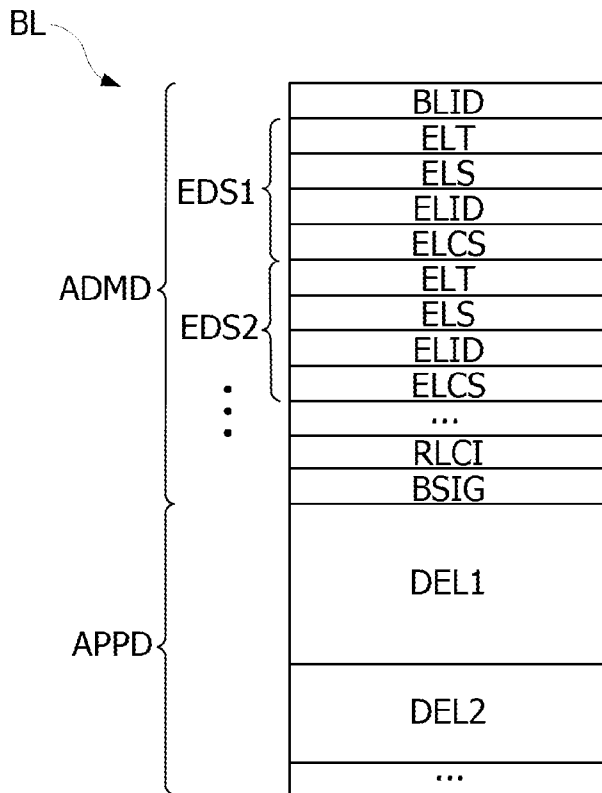 BL
BLID
ELT
ELS
EDS1
ELID
ELCS
ADMD
ELT
ELS
EDS2
ELID
ELCS
...
RLCI
BSIG
DEL1
APPD
DEL2
...